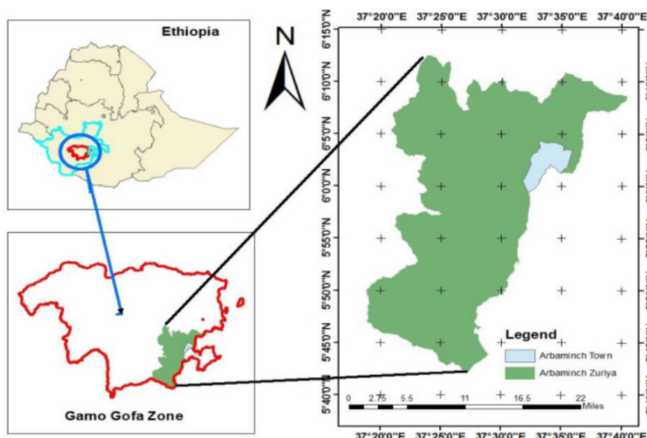 Ethiopia
N
Gamo Gofa Zone
37°20'0"E 37°25'0"E 37°30'0"E 37°35'0"E 37°40'0"E
6°15'0"N
6°10'0"N
6°5'0"N
6°0'0"N
5°55'0"N
5°50'0"N
5°45'0"N
5°40'0"N
Legend
Arbaminch Town
Arbaminch Zuriya
0 2.75 5.5 11 16.5 22
Miles
37°20'0"E 37°25'0"E 37°30'0"E 37°35'0"E 37°40'0"E